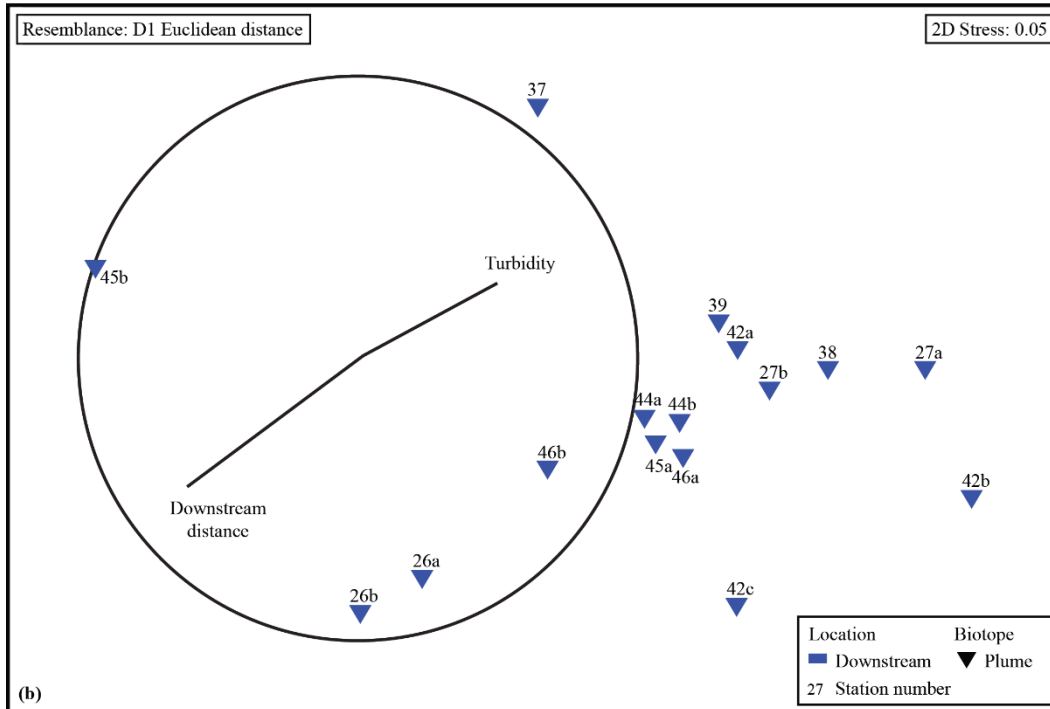 Resemblance: D1 Euclidean distance
2D Stress: 0.05
37
45b
Turbidity
39
42a
38
27a
27b
44a
44b
46b
45a
46a
42b
Downstream
distance
26a
26b
42c
Location
Biotope
Downstream
Plume
27 Station number
(b)